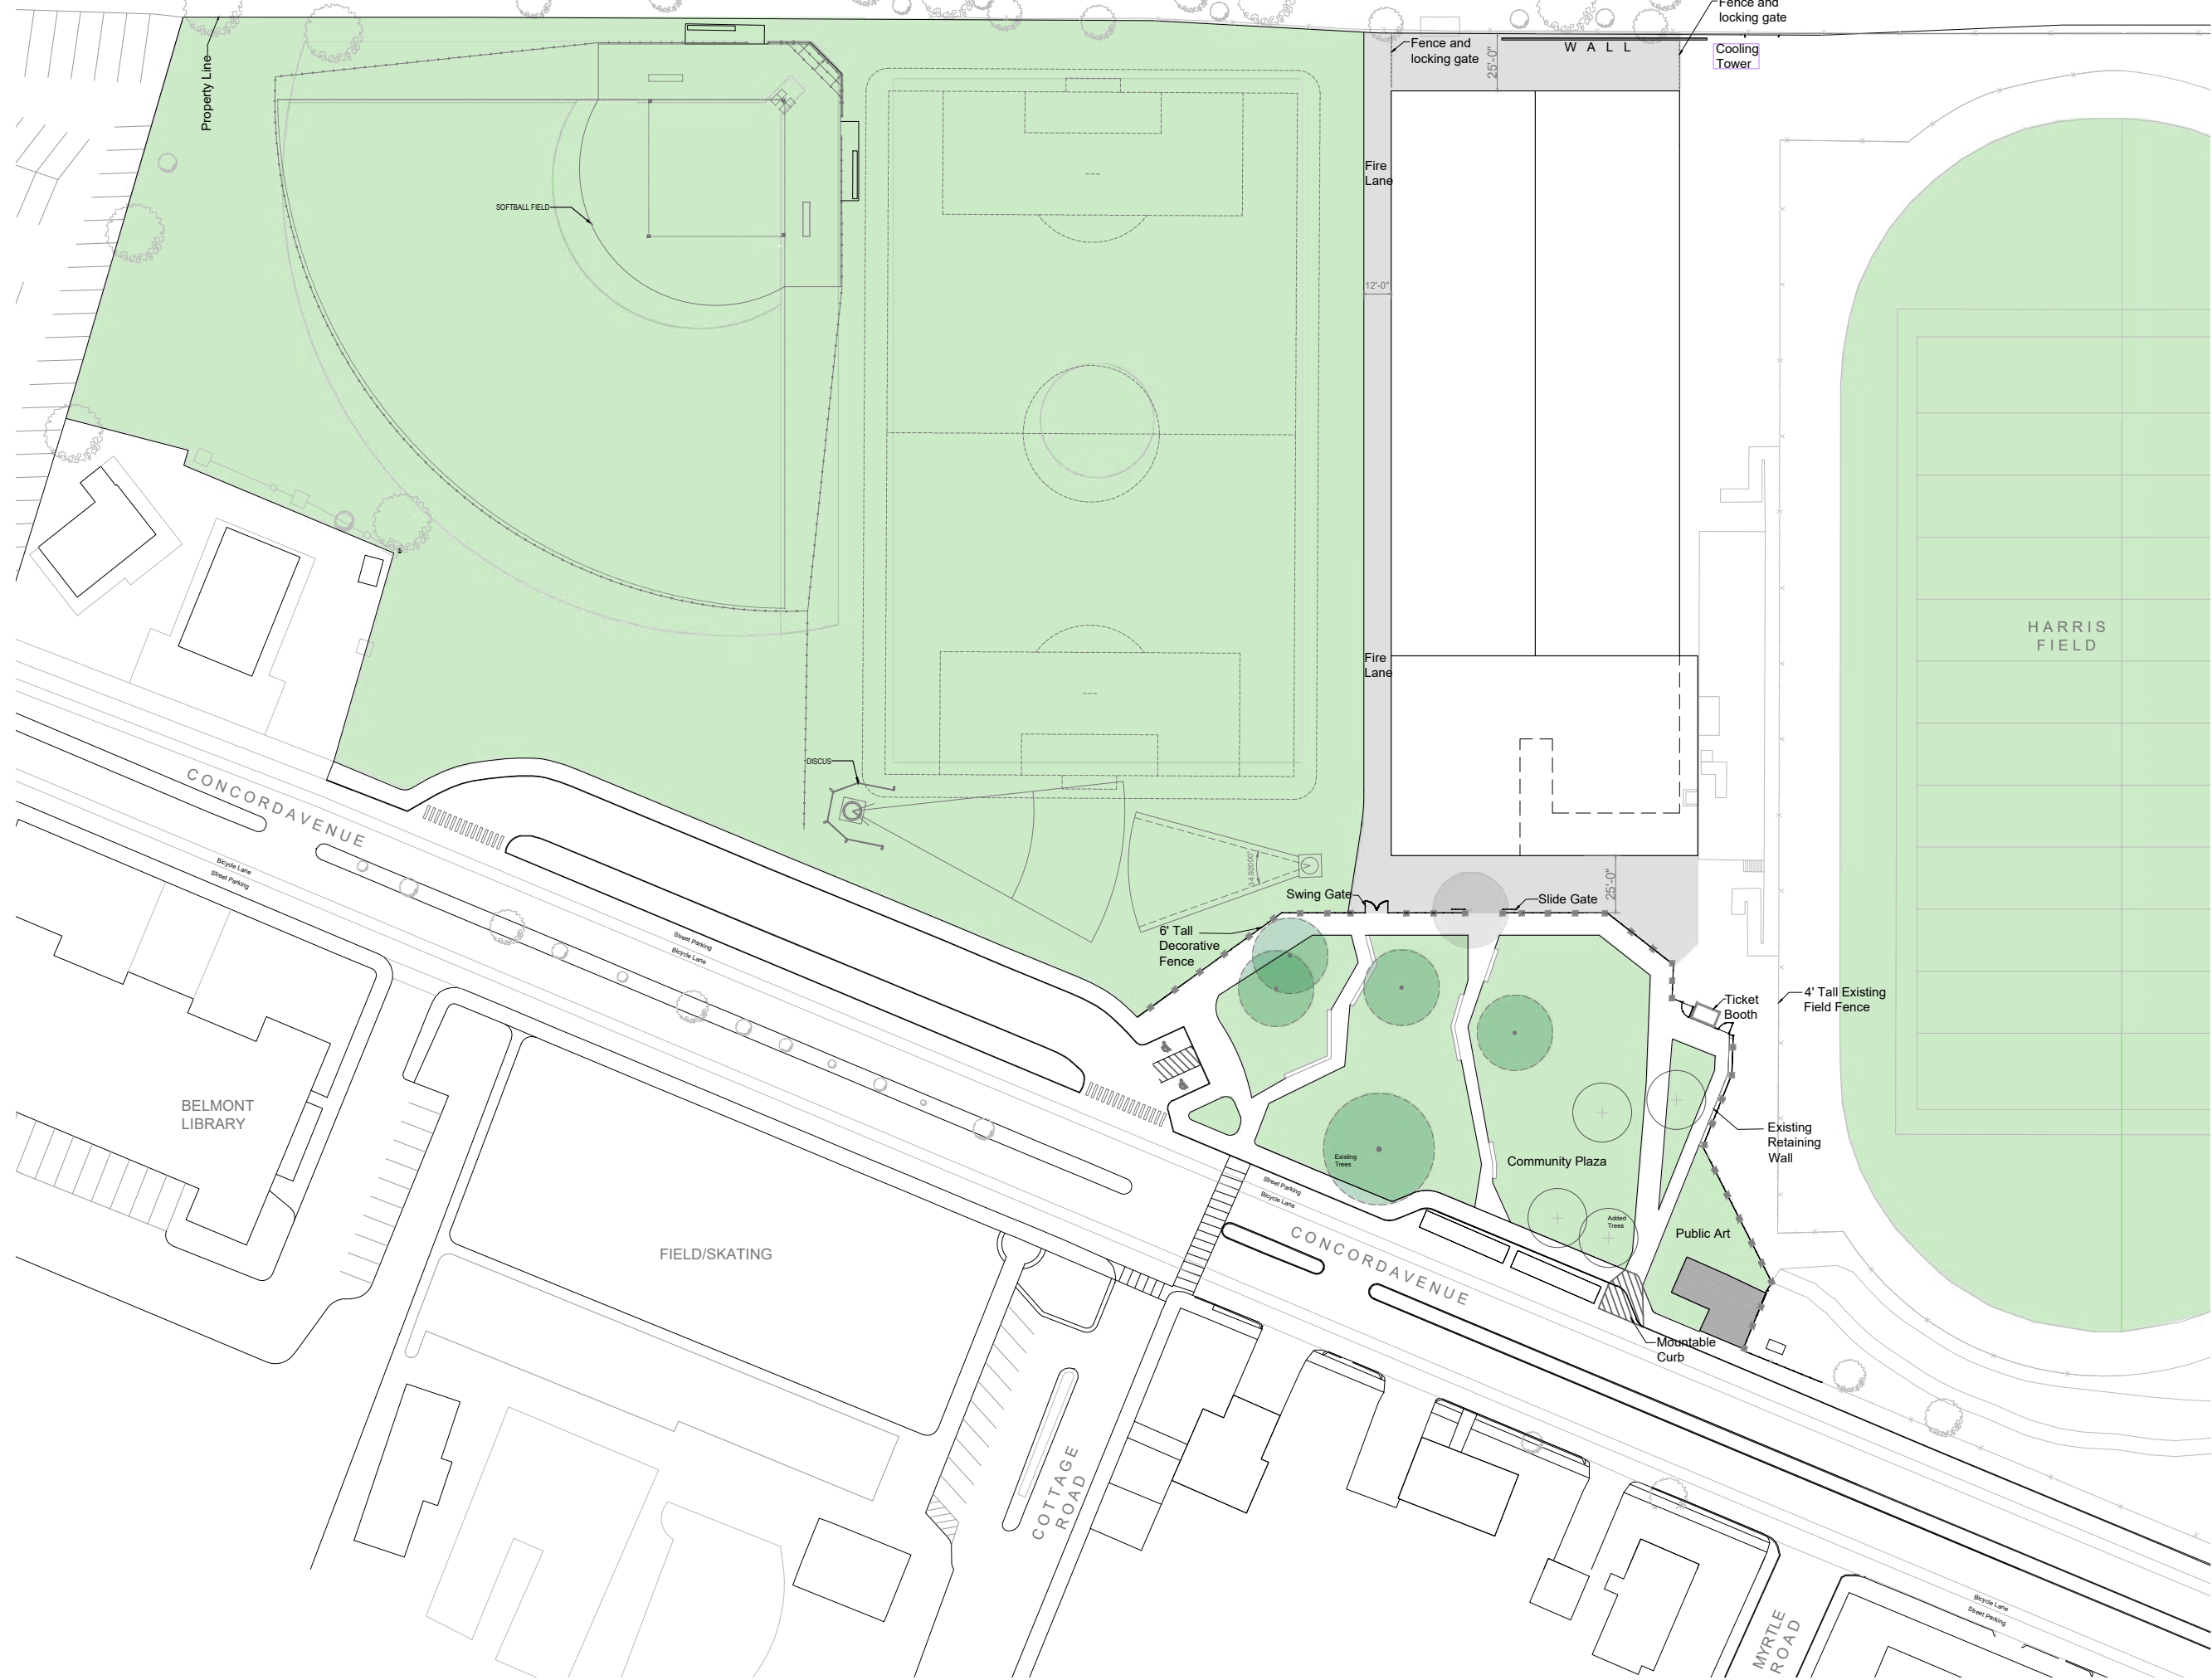 Fence and
locking gate
Fence and
locking gate
25'-0"
W A L L
Cooling
Tower
Property Line
Fire
Lane
SOFTBALL FIELD
12'-0"
HARRIS
FIELD
Fire
Lane
DISCUS
CONCORD AVENUE
Bicycle Lane
Street Parking
34.92000'
25'-0"
Swing Gate
Slide Gate
6' Tall
Decorative
Fence
Street Parking
Bicycle Lane
4' Tall Existing
Field Fence
Ticket
Booth
BELMONT
LIBRARY
Existing
Retaining
Wall
Existing
Trees
Community Plaza
Street Parking
Bicycle Lane
Added
Trees
Public Art
FIELD/SKATING
CONCORD AVENUE
Mountable
Curb
COTTAGE
ROAD
Bicycle Lane
Street Parking
MYRTLE
ROAD